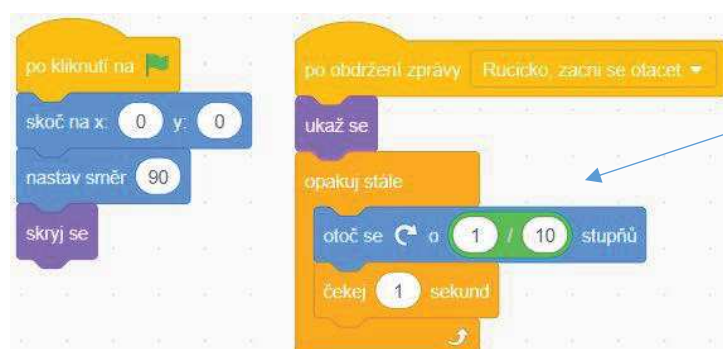 po kliknutí na
skoč na x: 0 y: 0
nastav směr 90
skryj se
po obdržení zprávy Rucicko, zacni se otacet
ukaž se
opakuj stále
otoč se o 1 / 10 stupňů
čekej 1 sekund